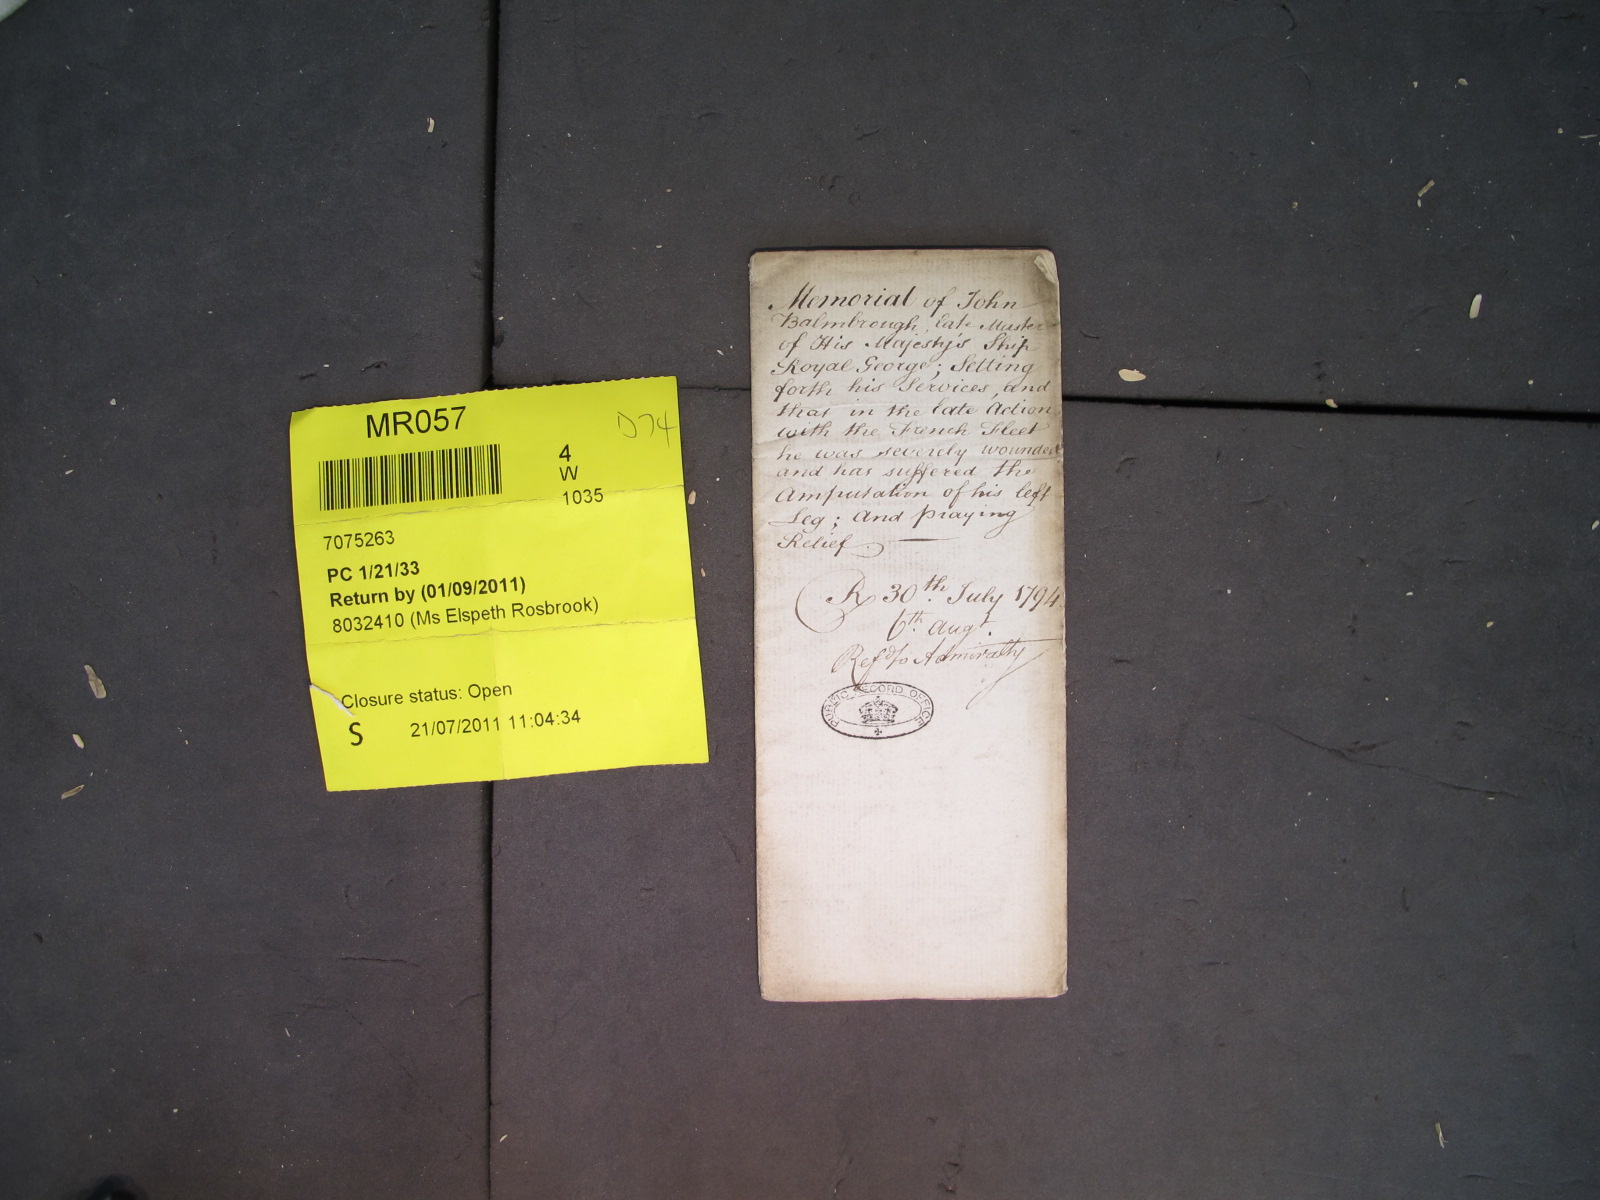 MR057
D74
4
W
1035
7075263
PC 1/21/33
Return by (01/09/2011)
8032410 (Ms Elspeth Rosbrook)
Closure status: Open
S 21/07/2011 11:04:34
Memorial of John
Balmbrough, late Master
of His Majesty's Ship
Royal George; Setting
forth his Services, and
that in the late Action
with the French Fleet
he was severely wounded
and has suffered the
Amputation of his left
Leg; and praying
Relief.
R 30th. July 1794
6th. Augt.
Refd. to Admiralty
PUBLIC RECORD OFFICE